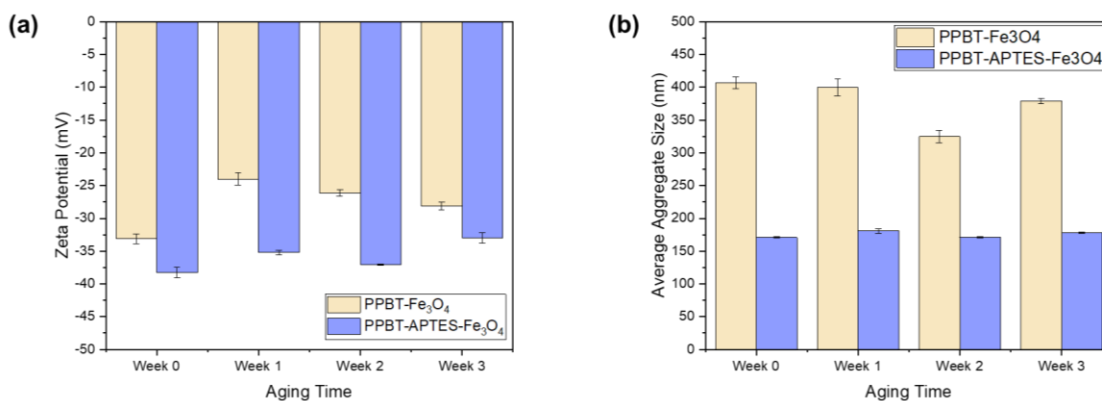 (a)
Zeta Potential (mV)
0
-5
-10
-15
-20
-25
-30
-35
-40
-45
-50
PPBT-Fe₃O₄
PPBT-APTES-Fe₃O₄
Week 0 Week 1 Week 2 Week 3
Aging Time
(b)
Average Aggregate Size (nm)
500
450
400
350
300
250
200
150
100
50
0
PPBT-Fe3O4
PPBT-APTES-Fe3O4
Week 0 Week 1 Week 2 Week 3
Aging Time